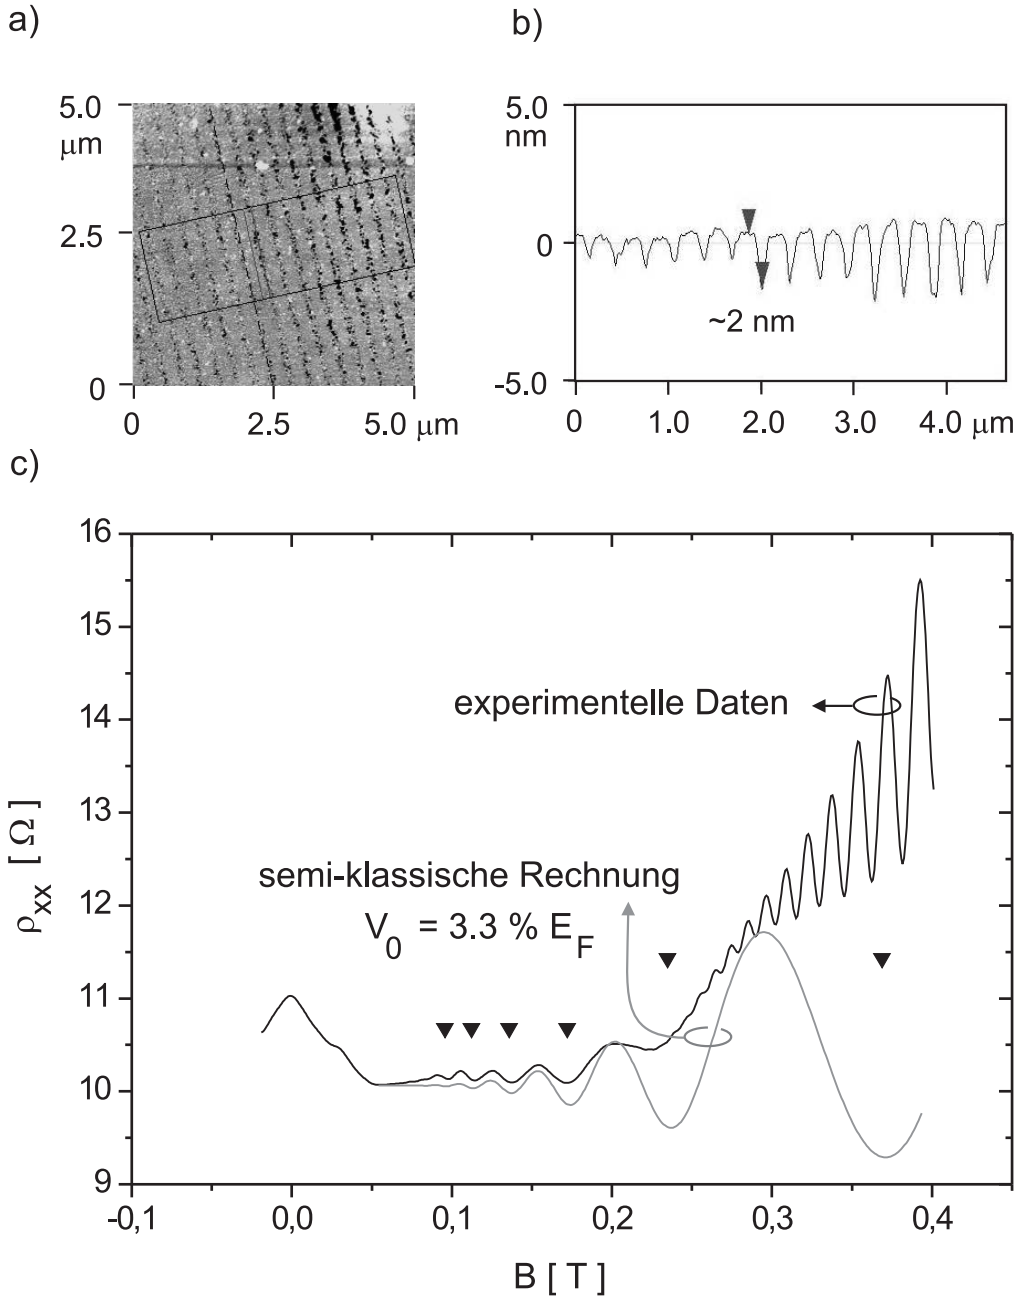 a)
b)
5.0
μm
2.5
0
0
2.5
5.0 μm
5.0
nm
0
-5.0
~2 nm
0
1.0
2.0
3.0
4.0 μm
c)
16
15
14
13
12
11
10
9
ρxx [ Ω ]
experimentelle Daten
semi-klassische Rechnung
V0 = 3.3 % EF
-0,1
0,0
0,1
0,2
0,3
0,4
B [ T ]